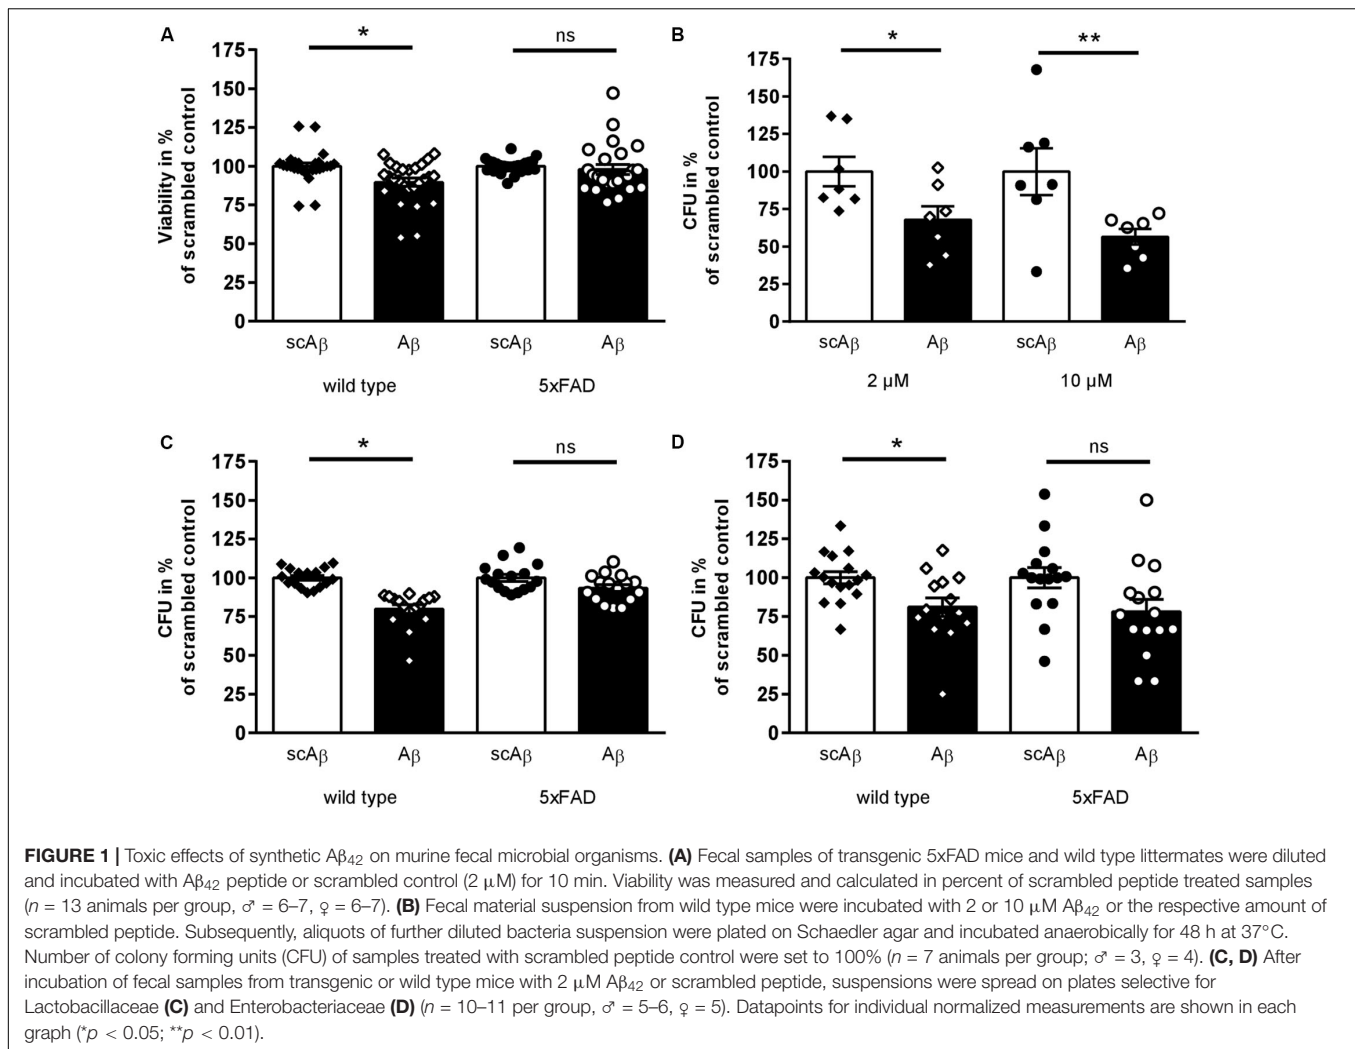 A
*
ns
175
150
125
100
75
50
25
0
Viability in %
of scrambled control
scAβ
Aβ
scAβ
Aβ
wild type
5xFAD
B
*
**
175
150
125
100
75
50
25
0
CFU in %
of scrambled control
scAβ
Aβ
scAβ
Aβ
2 µM
10 µM
C
*
ns
175
150
125
100
75
50
25
0
CFU in %
of scrambled control
scAβ
Aβ
scAβ
Aβ
wild type
5xFAD
D
*
ns
175
150
125
100
75
50
25
0
CFU in %
of scrambled control
scAβ
Aβ
scAβ
Aβ
wild type
5xFAD
FIGURE 1 | Toxic effects of synthetic Aβ42 on murine fecal microbial organisms. (A) Fecal samples of transgenic 5xFAD mice and wild type littermates were diluted
and incubated with Aβ42 peptide or scrambled control (2 μM) for 10 min. Viability was measured and calculated in percent of scrambled peptide treated samples
(n = 13 animals per group, ♂ = 6–7, ♀ = 6–7). (B) Fecal material suspension from wild type mice were incubated with 2 or 10 μM Aβ42 or the respective amount of
scrambled peptide. Subsequently, aliquots of further diluted bacteria suspension were plated on Schaedler agar and incubated anaerobically for 48 h at 37°C.
Number of colony forming units (CFU) of samples treated with scrambled peptide control were set to 100% (n = 7 animals per group; ♂ = 3, ♀ = 4). (C, D) After
incubation of fecal samples from transgenic or wild type mice with 2 μM Aβ42 or scrambled peptide, suspensions were spread on plates selective for
Lactobacillaceae (C) and Enterobacteriaceae (D) (n = 10–11 per group, ♂ = 5–6, ♀ = 5). Datapoints for individual normalized measurements are shown in each
graph (*p < 0.05; **p < 0.01).